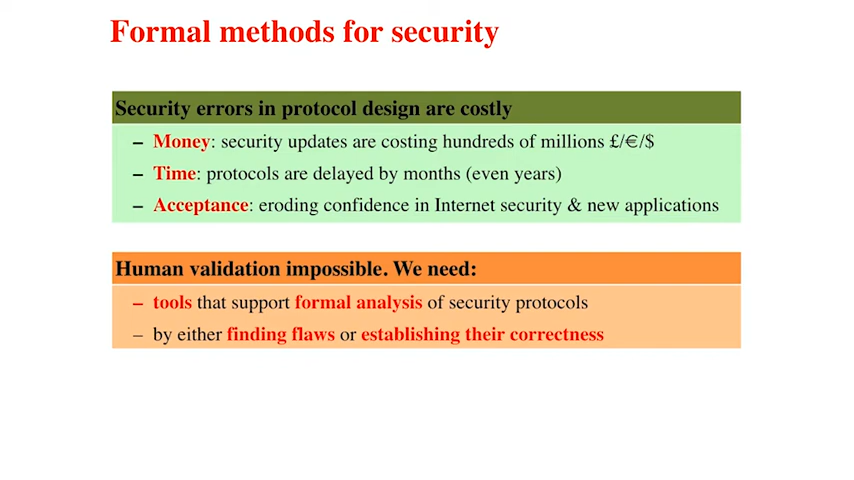 Formal methods for security
Security errors in protocol design are costly
– Money: security updates are costing hundreds of millions £/€/$
– Time: protocols are delayed by months (even years)
– Acceptance: eroding confidence in Internet security & new applications
Human validation impossible. We need:
– tools that support formal analysis of security protocols
– by either finding flaws or establishing their correctness